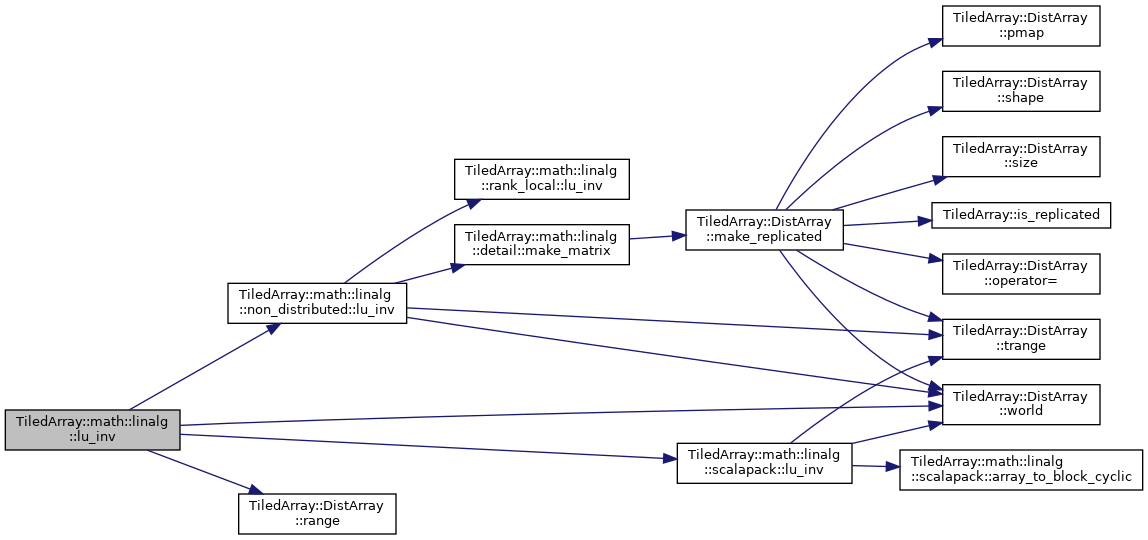 TiledArray::DistArray
::pmap
TiledArray::DistArray
::shape
TiledArray::DistArray
::size
TiledArray::math::linalg
::rank_local::lu_inv
TiledArray::DistArray
::make_replicated
TiledArray::is_replicated
TiledArray::math::linalg
::detail::make_matrix
TiledArray::DistArray
::operator=
TiledArray::math::linalg
::non_distributed::lu_inv
TiledArray::DistArray
::trange
TiledArray::DistArray
::world
TiledArray::math::linalg
::lu_inv
TiledArray::math::linalg
::scalapack::lu_inv
TiledArray::math::linalg
::scalapack::array_to_block_cyclic
TiledArray::DistArray
::range